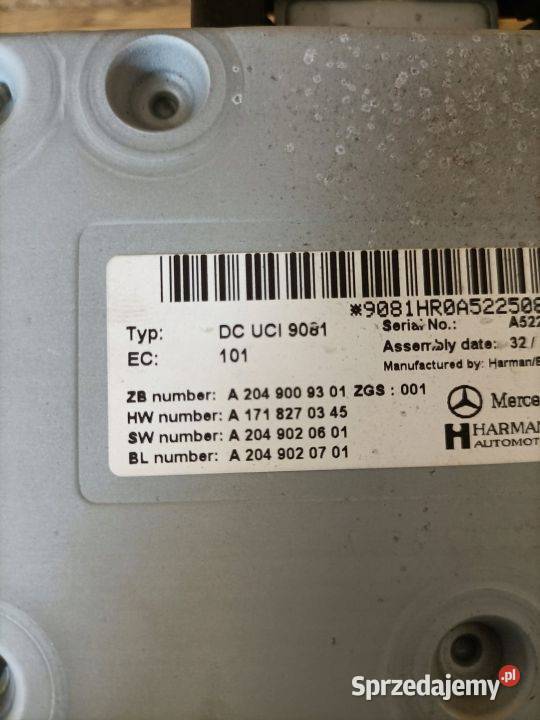 *9081HR0A522508
Typ: DC UCI 9081
Serial No.: A522
EC: 101
Assembly date: 32 /
Manufactured by: Harman/B
ZB number: A 204 900 93 01 ZGS : 001
HW number: A 171 827 03 45
SW number: A 204 902 06 01
BL number: A 204 902 07 01
Merce
HARMAN
AUTOMOT
Sprzedajemy.pl